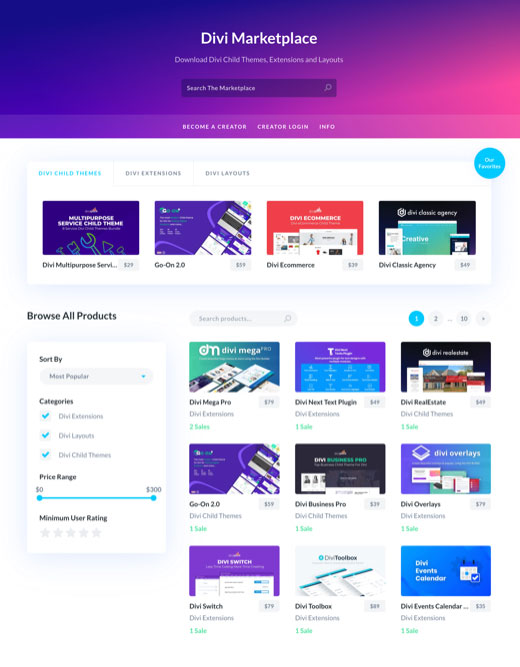 Divi Marketplace
Download Divi Child Themes, Extensions and Layouts
Search The Marketplace
BECOME A CREATOR CREATOR LOGIN INFO
Our
Favorites
DIVI CHILD THEMES DIVI EXTENSIONS DIVI LAYOUTS
MULTIPURPOSE
SERVICE CHILD THEME
DIVI ECOMMERCE
divi classic agency
Creative
Divi Multipurpose Servi... $29
Go-On 2.0 $59
Divi Ecommerce $39
Divi Classic Agency $49
Browse All Products
Search products...
1 2 ... 10
Sort By
Most Popular
Categories
Divi Extensions
Divi Layouts
Divi Child Themes
Price Range
$0 $300
Minimum User Rating
divi mega PRO
Divi Mega Pro $79
Divi Extensions
2 Sales
Divi Next Text Plugin $49
Divi Extensions
1 Sale
divi realestate
Divi RealEstate $49
Divi Child Themes
1 Sale
Go-On 2.0 $59
Divi Child Themes
1 Sale
DIVI BUSINESS PRO
Divi Business Pro $39
Divi Child Themes
1 Sale
divi overlays
Divi Overlays $79
Divi Extensions
1 Sale
DIVI SWITCH
Divi Switch $79
Divi Extensions
1 Sale
DiviToolbox
Divi Toolbox $89
Divi Extensions
1 Sale
Divi
Events
Calendar
Divi Events Calendar ... $35
Divi Extensions
1 Sale